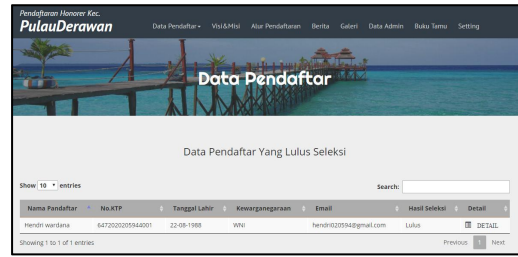 Pendaftaran Honorer Kec.
PulauDerawan
Data Pendaftar Visi&Misi Alur Pendaftaran Berita Galeri Data Admin Buku Tamu Setting
Data Pendaftar
Data Pendaftar Yang Lulus Seleksi
Show 10 entries Search:
Nama Pandaftar No.KTP Tanggal Lahir Kewarganegaraan Email Hasil Seleksi Detail
Hendri wardana 6472020205944001 22-08-1988 WNI hendri020594@gmail.com Lulus DETAIL
Showing 1 to 1 of 1 entries Previous 1 Next